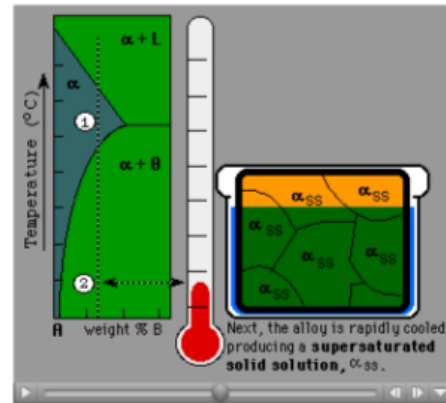 α + L
α
Temperature (°C)
1
α + θ
2
A
weight % B
αss
αss
αss
αss
αss
αss
αss
Next, the alloy is rapidly cooled
producing a supersaturated
solid solution, αss.